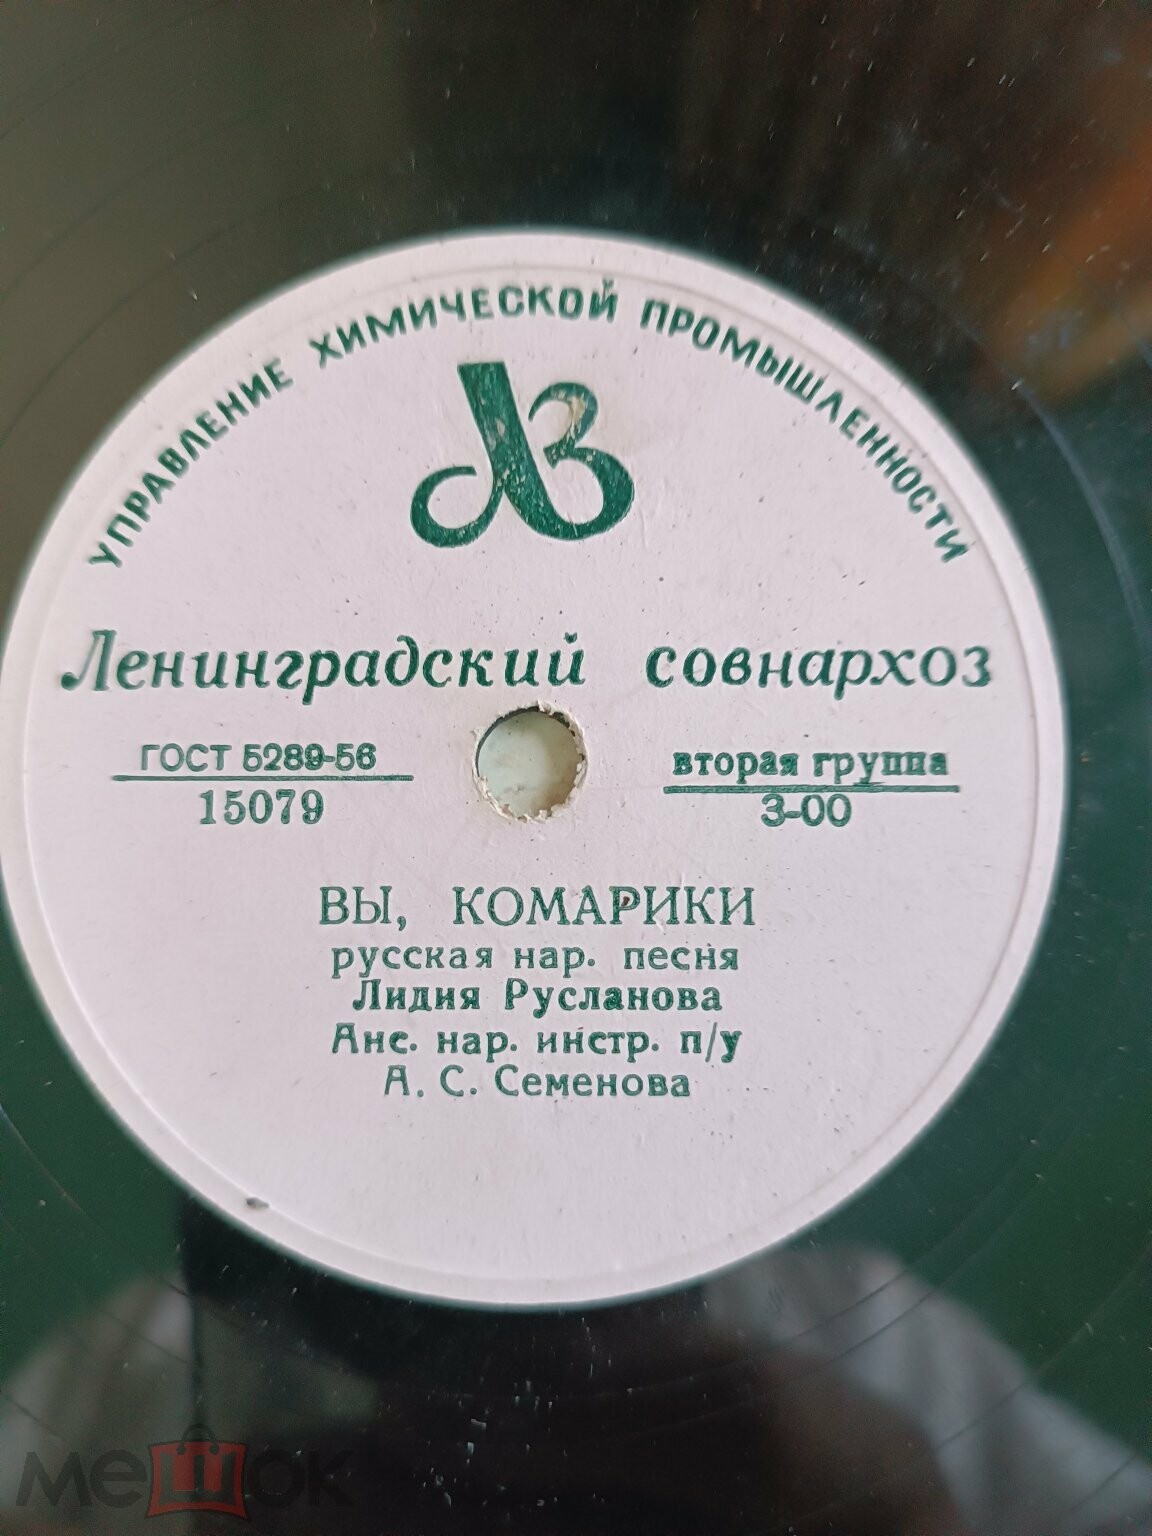 УПРАВЛЕНИЕ ХИМИЧЕСКОЙ ПРОМЫШЛЕННОСТИ
ЛЗ
Ленинградский совнархоз
ГОСТ 5289-56
15079
вторая группа
3-00
ВЫ, КОМАРИКИ
русская нар. песня
Лидия Русланова
Анс. нар. инстр. п/у
А. С. Семенова
мешок